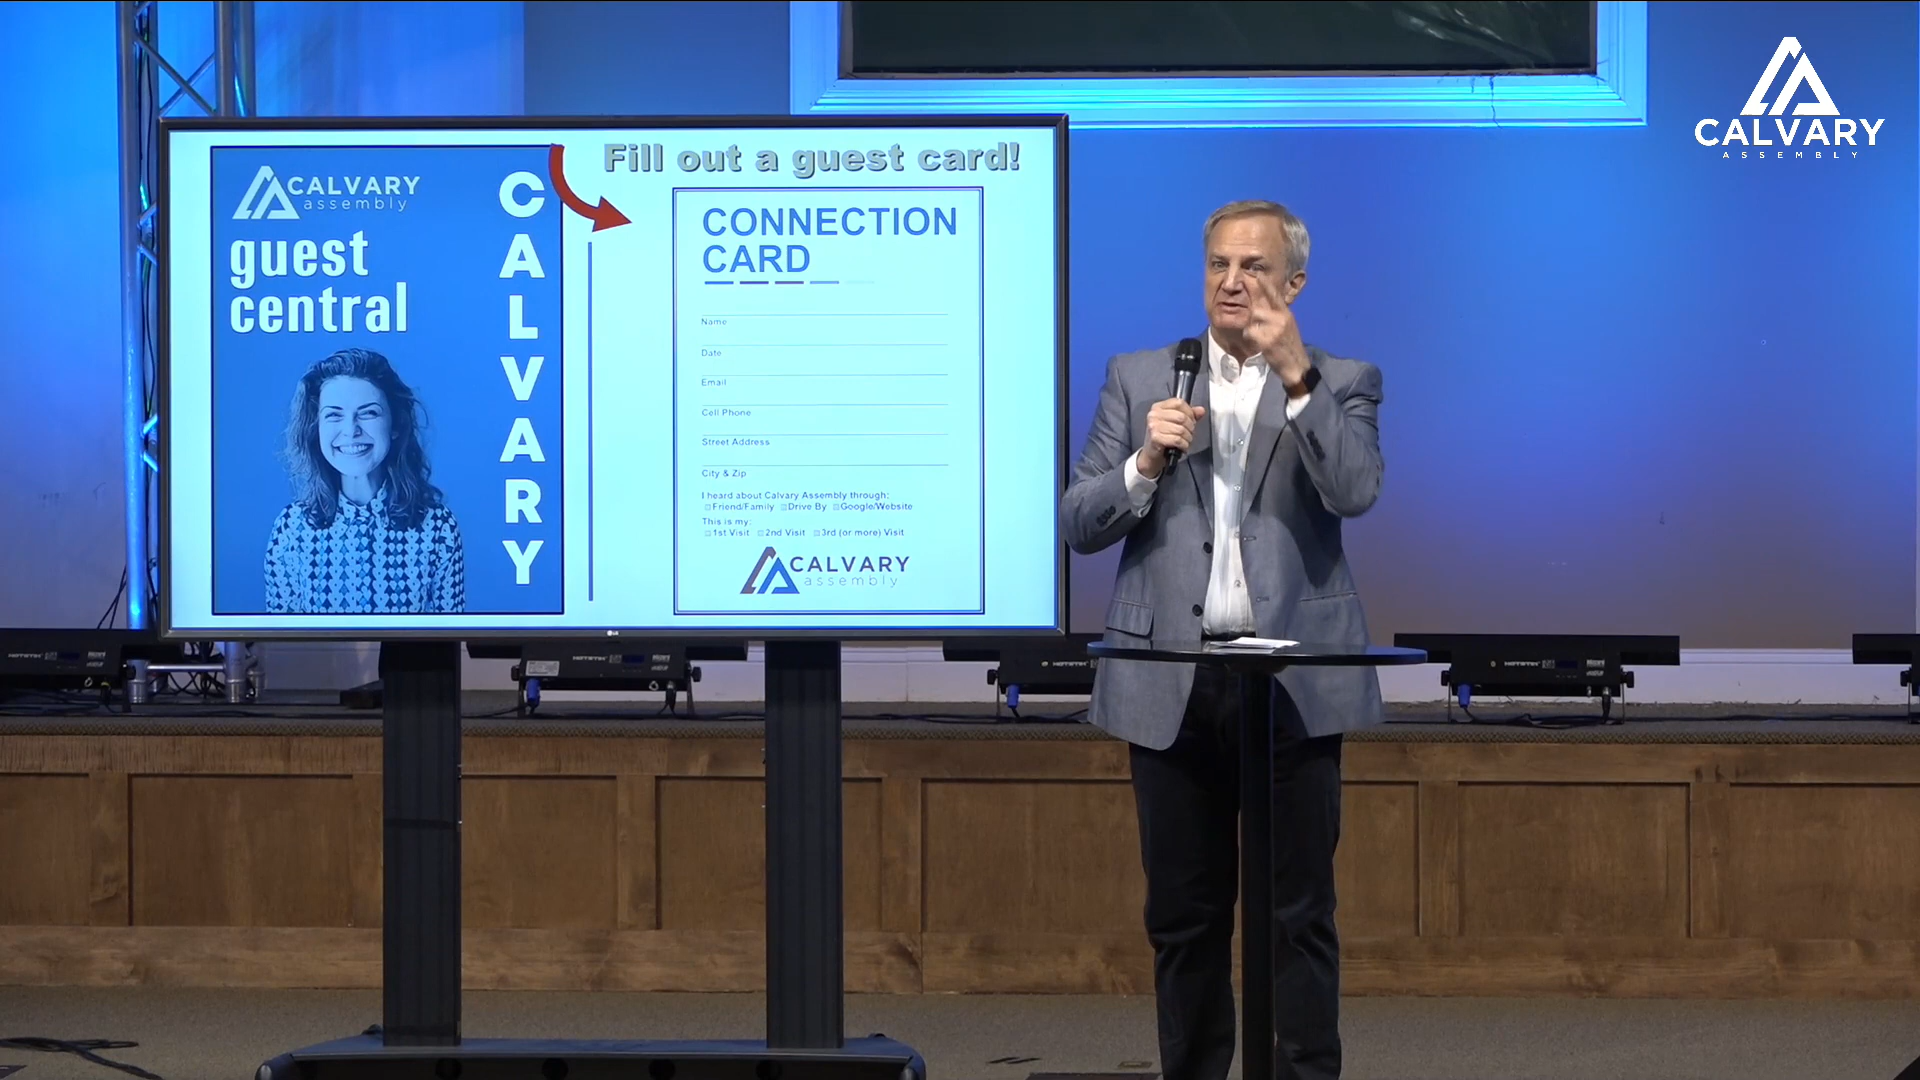 CALVARY
ASSEMBLY
CALVARY
assembly
guest
central
CALVARY
Fill out a guest card!
CONNECTION
CARD
Name
Date
Email
Cell Phone
Street Address
City & Zip
I heard about Calvary Assembly through:
Friend/Family Drive By Google/Website
This is my:
1st Visit 2nd Visit 3rd (or more) Visit
CALVARY
assembly
LG